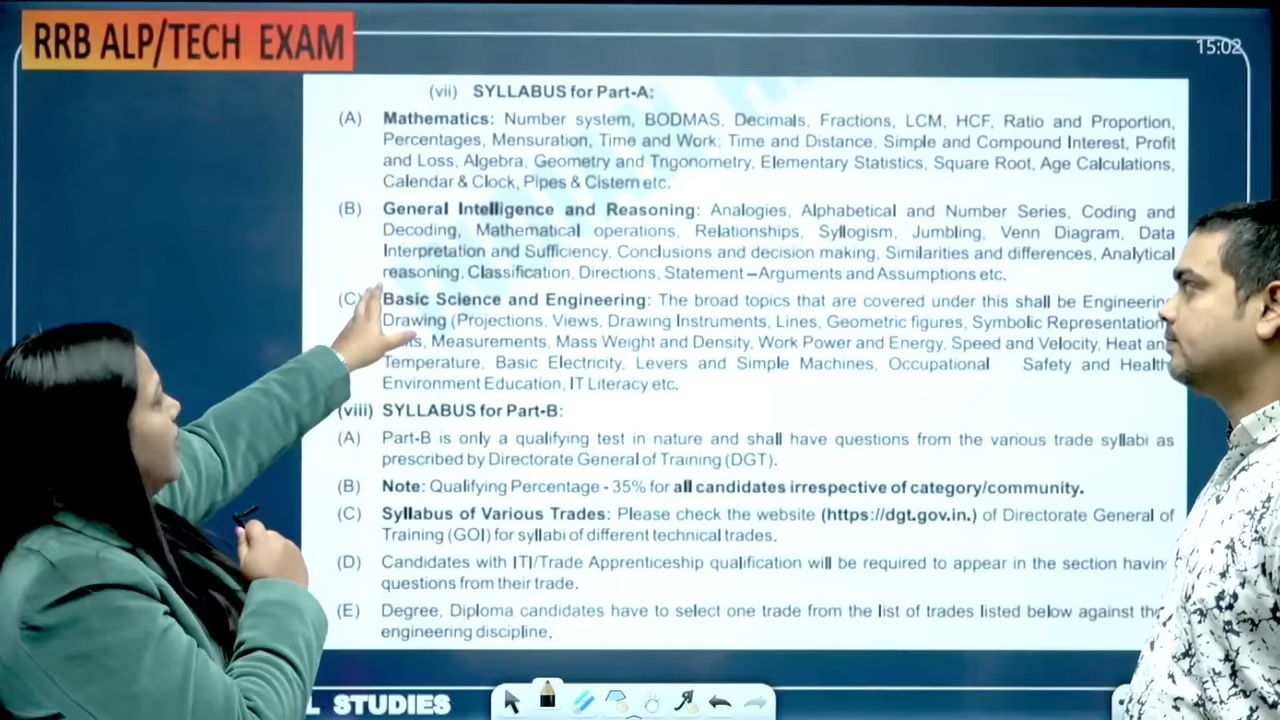 RRB ALP/TECH EXAM
15:02
(vii) SYLLABUS for Part-A:
(A) Mathematics: Number system, BODMAS, Decimals, Fractions, LCM, HCF, Ratio and Proportion,
Percentages, Mensuration, Time and Work; Time and Distance, Simple and Compound Interest, Profit
and Loss, Algebra, Geometry and Trigonometry, Elementary Statistics, Square Root, Age Calculations,
Calendar & Clock, Pipes & Cistern etc.
(B) General Intelligence and Reasoning: Analogies, Alphabetical and Number Series, Coding and
Decoding, Mathematical operations, Relationships, Syllogism, Jumbling, Venn Diagram, Data
Interpretation and Sufficiency, Conclusions and decision making, Similarities and differences, Analytical
reasoning, Classification, Directions, Statement –Arguments and Assumptions etc.
(C) Basic Science and Engineering: The broad topics that are covered under this shall be Engineering
Drawing (Projections, Views, Drawing Instruments, Lines, Geometric figures, Symbolic Representation
Measurements, Mass Weight and Density, Work Power and Energy, Speed and Velocity, Heat an
Temperature, Basic Electricity, Levers and Simple Machines, Occupational Safety and Health
Environment Education, IT Literacy etc.
(viii) SYLLABUS for Part-B:
(A) Part-B is only a qualifying test in nature and shall have questions from the various trade syllabi as
prescribed by Directorate General of Training (DGT).
(B) Note: Qualifying Percentage - 35% for all candidates irrespective of category/community.
(C) Syllabus of Various Trades: Please check the website (https://dgt.gov.in.) of Directorate General of
Training (GOI) for syllabi of different technical trades.
(D) Candidates with ITI/Trade Apprenticeship qualification will be required to appear in the section havin
questions from their trade.
(E) Degree, Diploma candidates have to select one trade from the list of trades listed below against the
engineering discipline.
L STUDIES